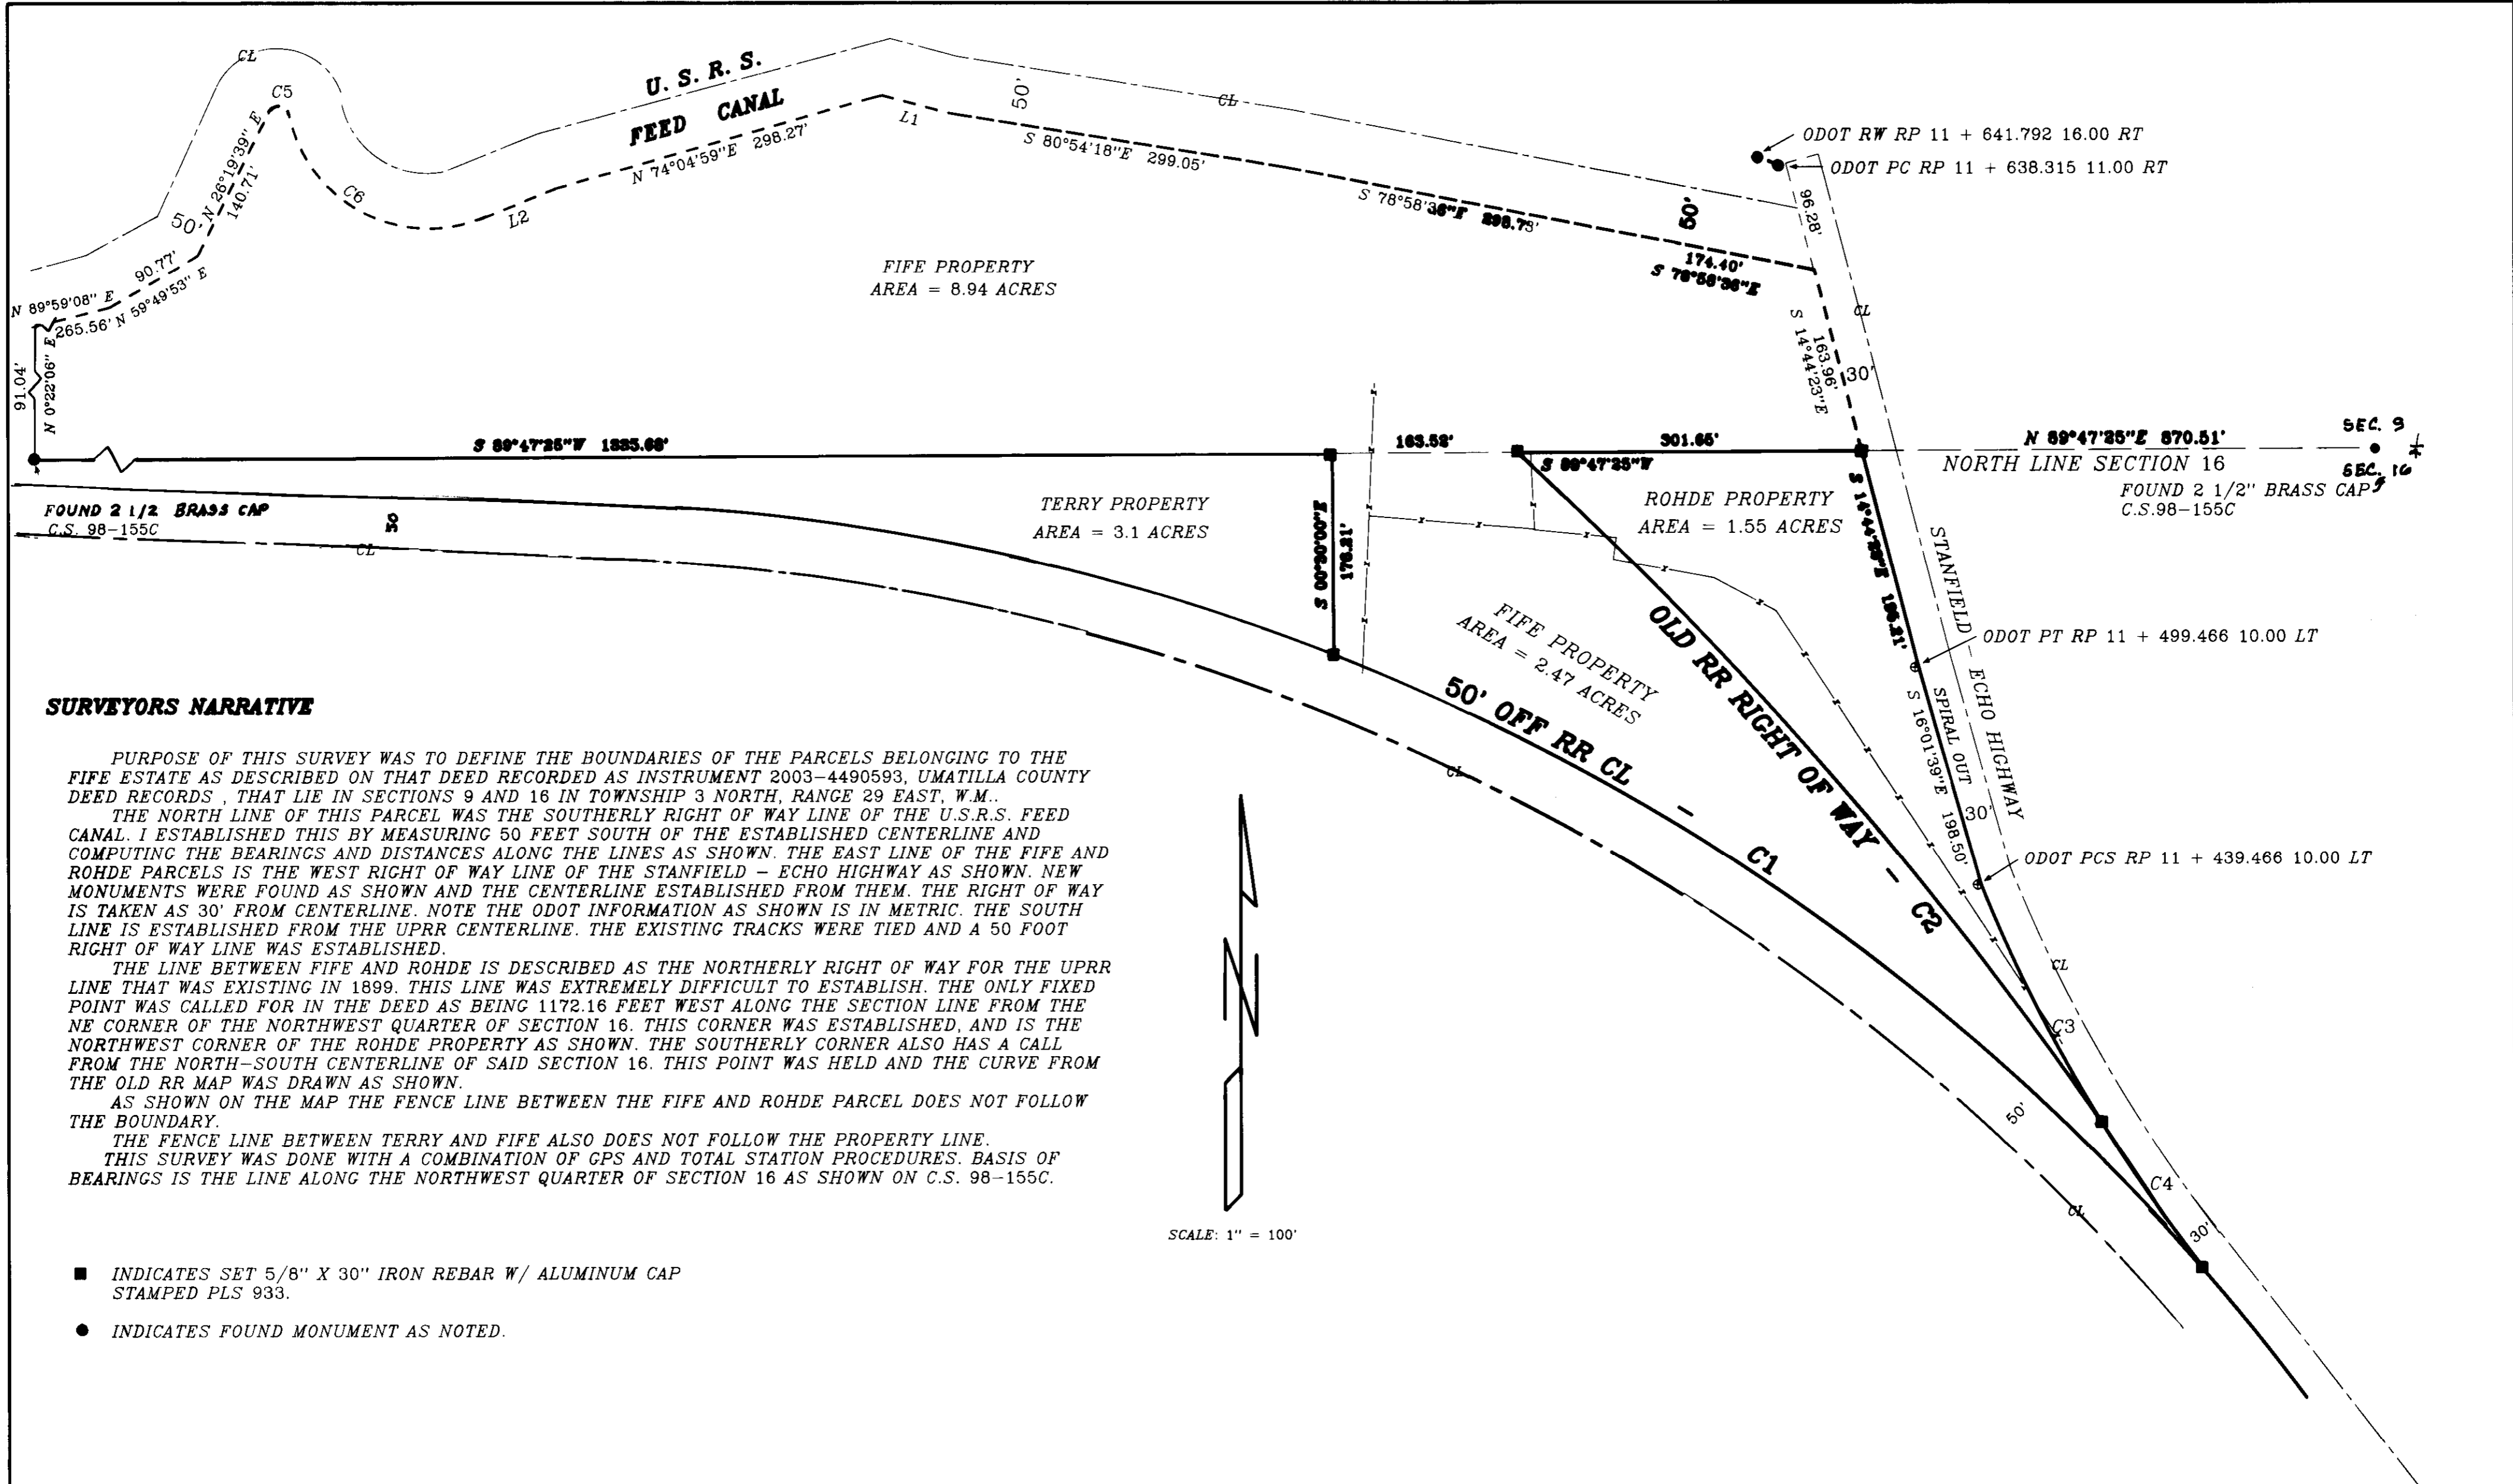 CL
C5
U. S. R. S.
FEED CANAL
N 74°04'59"E 298.27'
L1
50'
CL
S 80°54'18"E 299.05'
ODOT RW RP 11 + 641.792 16.00 RT
ODOT PC RP 11 + 638.315 11.00 RT
N 26°19'39" E
140.71'
50'
C6
L2
S 78°58'36"E 298.73'
50'
96.28'
90.77'
N 59°49'53" E
FIFE PROPERTY
AREA = 8.94 ACRES
174.40'
S 78°58'36"E
N 89°59'08" E
265.56'
CL
91.04'
N 0°22'06" E
S 14°44'23"E
163.96'
30'
S 89°47'25"W
163.52'
301.65'
S 89°47'25"W
N 89°47'25"E 870.51'
SEC. 9
SEC. 16
NORTH LINE SECTION 16
FOUND 2 1/2" BRASS CAP
C.S.98-155C
FOUND 2 1/2 BRASS CAP
C.S. 98-155C
50
CL
TERRY PROPERTY
AREA = 3.1 ACRES
ROHDE PROPERTY
AREA = 1.55 ACRES
S 14°44'23"E
STANFIELD - ECHO HIGHWAY
FIFE PROPERTY
AREA = 2.47 ACRES
ODOT PT RP 11 + 499.466 10.00 LT
SPIRAL OUT
S 16°01'39"E 198.50'
30'
ODOT PCS RP 11 + 439.466 10.00 LT
OLD RR RIGHT OF WAY - C2
50' OFF RR CL - C1
CL
CL
C3
50'
C4
CL
30'
SURVEYORS NARRATIVE
PURPOSE OF THIS SURVEY WAS TO DEFINE THE BOUNDARIES OF THE PARCELS BELONGING TO THE
FIFE ESTATE AS DESCRIBED ON THAT DEED RECORDED AS INSTRUMENT 2003-4490593, UMATILLA COUNTY
DEED RECORDS , THAT LIE IN SECTIONS 9 AND 16 IN TOWNSHIP 3 NORTH, RANGE 29 EAST, W.M..
THE NORTH LINE OF THIS PARCEL WAS THE SOUTHERLY RIGHT OF WAY LINE OF THE U.S.R.S. FEED
CANAL. I ESTABLISHED THIS BY MEASURING 50 FEET SOUTH OF THE ESTABLISHED CENTERLINE AND
COMPUTING THE BEARINGS AND DISTANCES ALONG THE LINES AS SHOWN. THE EAST LINE OF THE FIFE AND
ROHDE PARCELS IS THE WEST RIGHT OF WAY LINE OF THE STANFIELD - ECHO HIGHWAY AS SHOWN. NEW
MONUMENTS WERE FOUND AS SHOWN AND THE CENTERLINE ESTABLISHED FROM THEM. THE RIGHT OF WAY
IS TAKEN AS 30' FROM CENTERLINE. NOTE THE ODOT INFORMATION AS SHOWN IS IN METRIC. THE SOUTH
LINE IS ESTABLISHED FROM THE UPRR CENTERLINE. THE EXISTING TRACKS WERE TIED AND A 50 FOOT
RIGHT OF WAY LINE WAS ESTABLISHED.
THE LINE BETWEEN FIFE AND ROHDE IS DESCRIBED AS THE NORTHERLY RIGHT OF WAY FOR THE UPRR
LINE THAT WAS EXISTING IN 1899. THIS LINE WAS EXTREMELY DIFFICULT TO ESTABLISH. THE ONLY FIXED
POINT WAS CALLED FOR IN THE DEED AS BEING 1172.16 FEET WEST ALONG THE SECTION LINE FROM THE
NE CORNER OF THE NORTHWEST QUARTER OF SECTION 16. THIS CORNER WAS ESTABLISHED, AND IS THE
NORTHWEST CORNER OF THE ROHDE PROPERTY AS SHOWN. THE SOUTHERLY CORNER ALSO HAS A CALL
FROM THE NORTH-SOUTH CENTERLINE OF SAID SECTION 16. THIS POINT WAS HELD AND THE CURVE FROM
THE OLD RR MAP WAS DRAWN AS SHOWN.
AS SHOWN ON THE MAP THE FENCE LINE BETWEEN THE FIFE AND ROHDE PARCEL DOES NOT FOLLOW
THE BOUNDARY.
THE FENCE LINE BETWEEN TERRY AND FIFE ALSO DOES NOT FOLLOW THE PROPERTY LINE.
THIS SURVEY WAS DONE WITH A COMBINATION OF GPS AND TOTAL STATION PROCEDURES. BASIS OF
BEARINGS IS THE LINE ALONG THE NORTHWEST QUARTER OF SECTION 16 AS SHOWN ON C.S. 98-155C.
SCALE: 1" = 100'
INDICATES SET 5/8" X 30" IRON REBAR W/ ALUMINUM CAP
STAMPED PLS 933.
INDICATES FOUND MONUMENT AS NOTED.